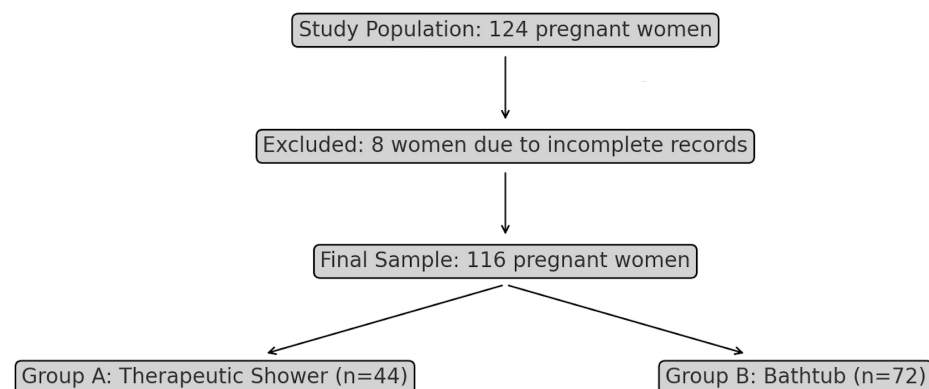 Study Population: 124 pregnant women
Excluded: 8 women due to incomplete records
Final Sample: 116 pregnant women
Group A: Therapeutic Shower (n=44)
Group B: Bathtub (n=72)